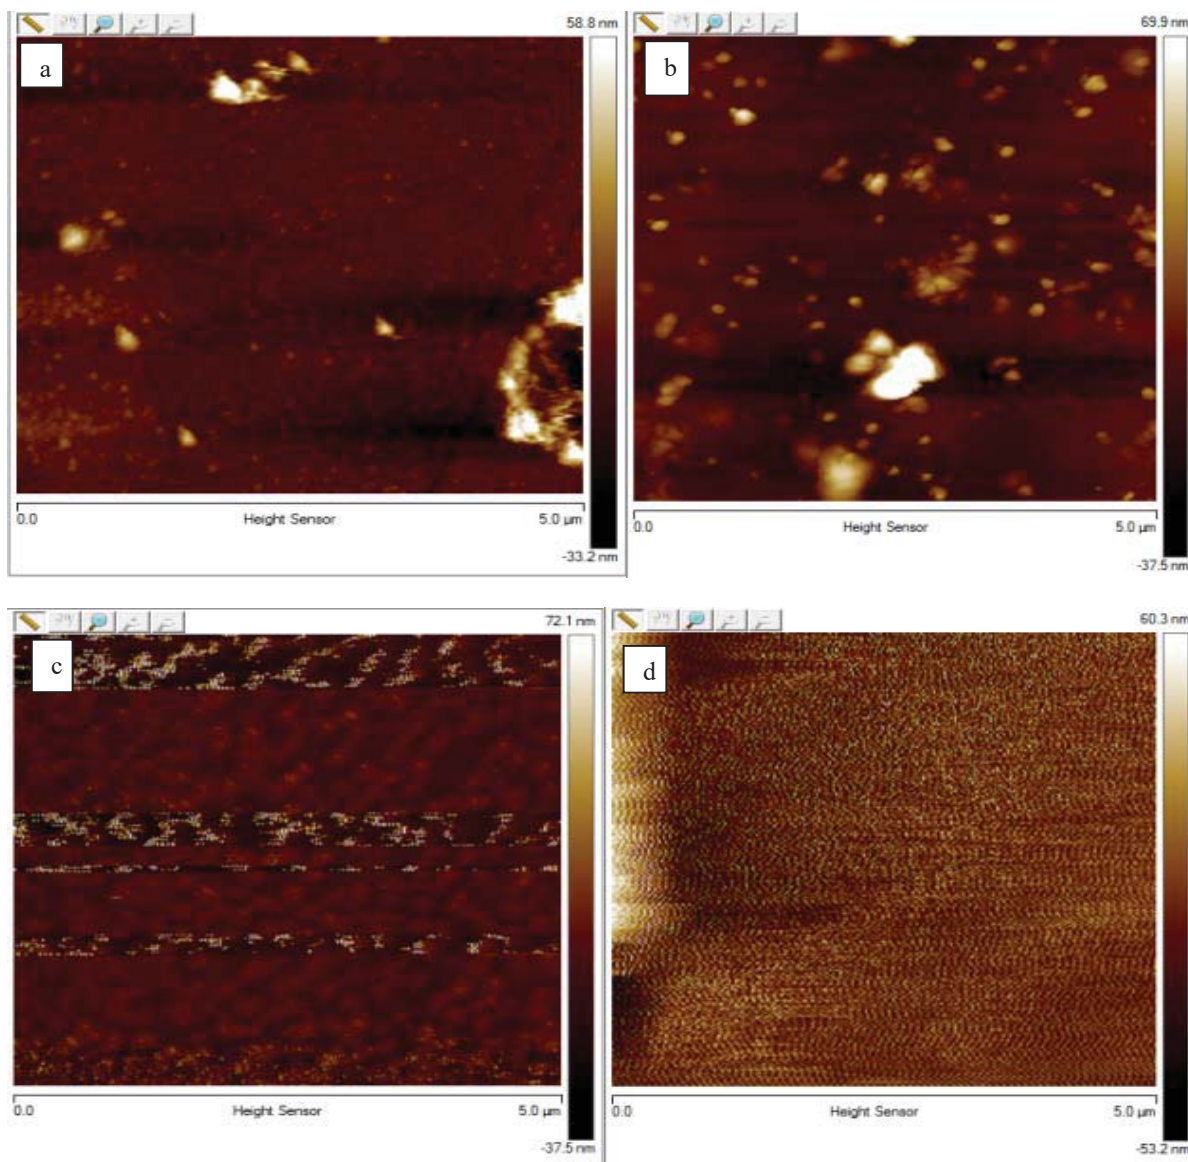 58.8 nm
a
0.0 Height Sensor 5.0 µm
-33.2 nm
69.9 nm
b
0.0 Height Sensor 5.0 µm
-37.5 nm
72.1 nm
c
0.0 Height Sensor 5.0 µm
-37.5 nm
60.3 nm
d
0.0 Height Sensor 5.0 µm
-53.2 nm